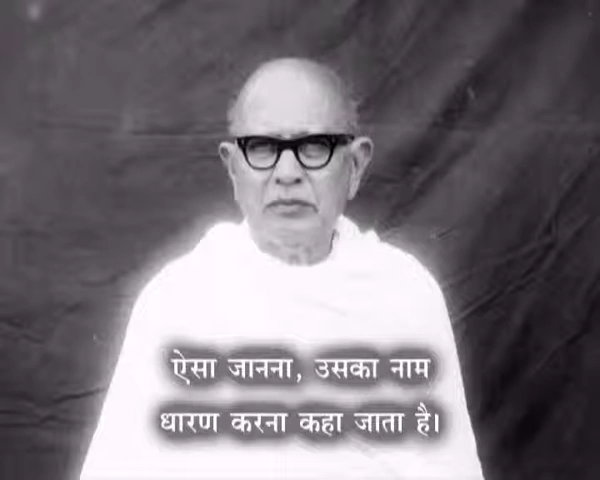 ऐसा जानना, उसका नाम
धारण करना कहा जाता है।